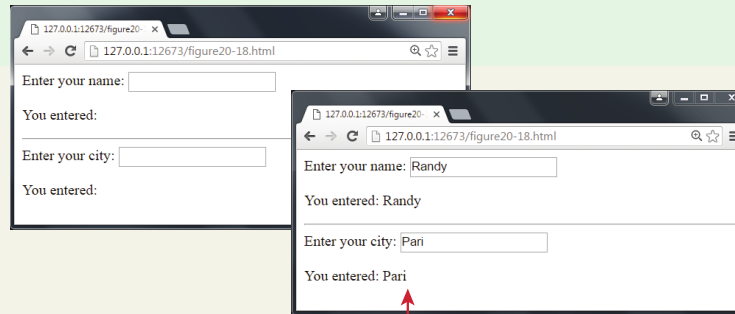 127.0.0.1:12673/figure20-
127.0.0.1:12673/figure20-18.html
Enter your name:
You entered:
Enter your city:
You entered:
127.0.0.1:12673/figure20-
127.0.0.1:12673/figure20-18.html
Enter your name: Randy
You entered: Randy
Enter your city: Pari
You entered: Pari